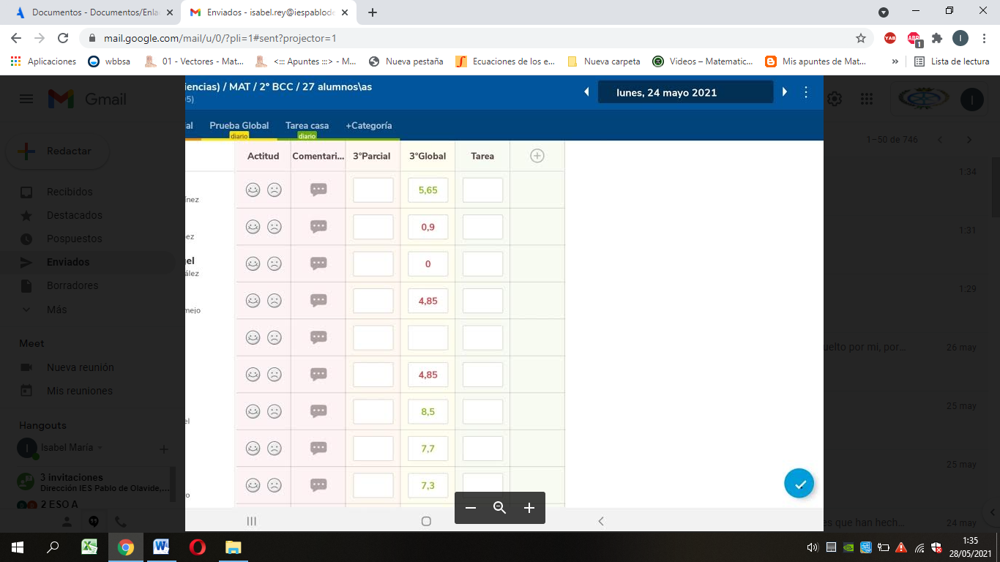 Documentos - Documentos/Enla
Enviados - isabel.rey@iespablode
mail.google.com/mail/u/0/?pli=1#sent?projector=1
ABP
1
I
Aplicaciones
wbbsa
01 - Vectores - Mat...
<::: Apuntes :::> - M...
Nueva pestaña
Ecuaciones de los e...
Nueva carpeta
Videos – Matematic...
Mis apuntes de Mat...
»
Lista de lectura
Gmail
iencias) / MAT / 2º BCC / 27 alumnos\as
05)
lunes, 24 mayo 2021
I
ial
Prueba Global
Tarea casa
+Categoría
diario
diario
Redactar
1–50 de 746
Actitud
Comentari...
3ºParcial
3ºGlobal
Tarea
1:34
Recibidos
5,65
ínez
Destacados
Pospuestos
0,9
1:31
ez
Enviados
gel
0
ález
Borradores
1:29
Más
4,85
mejo
Meet
uelto por mi, por...
26 may
Nueva reunión
4,85
Mis reuniones
8,5
25 may
el
Hangouts
I
Isabel María
7,7
25 may
3 invitaciones
Dirección IES Pablo de Olavide,...
7,3
o
2 ESO A
es que han hech...
24 may
1:35
28/05/2021